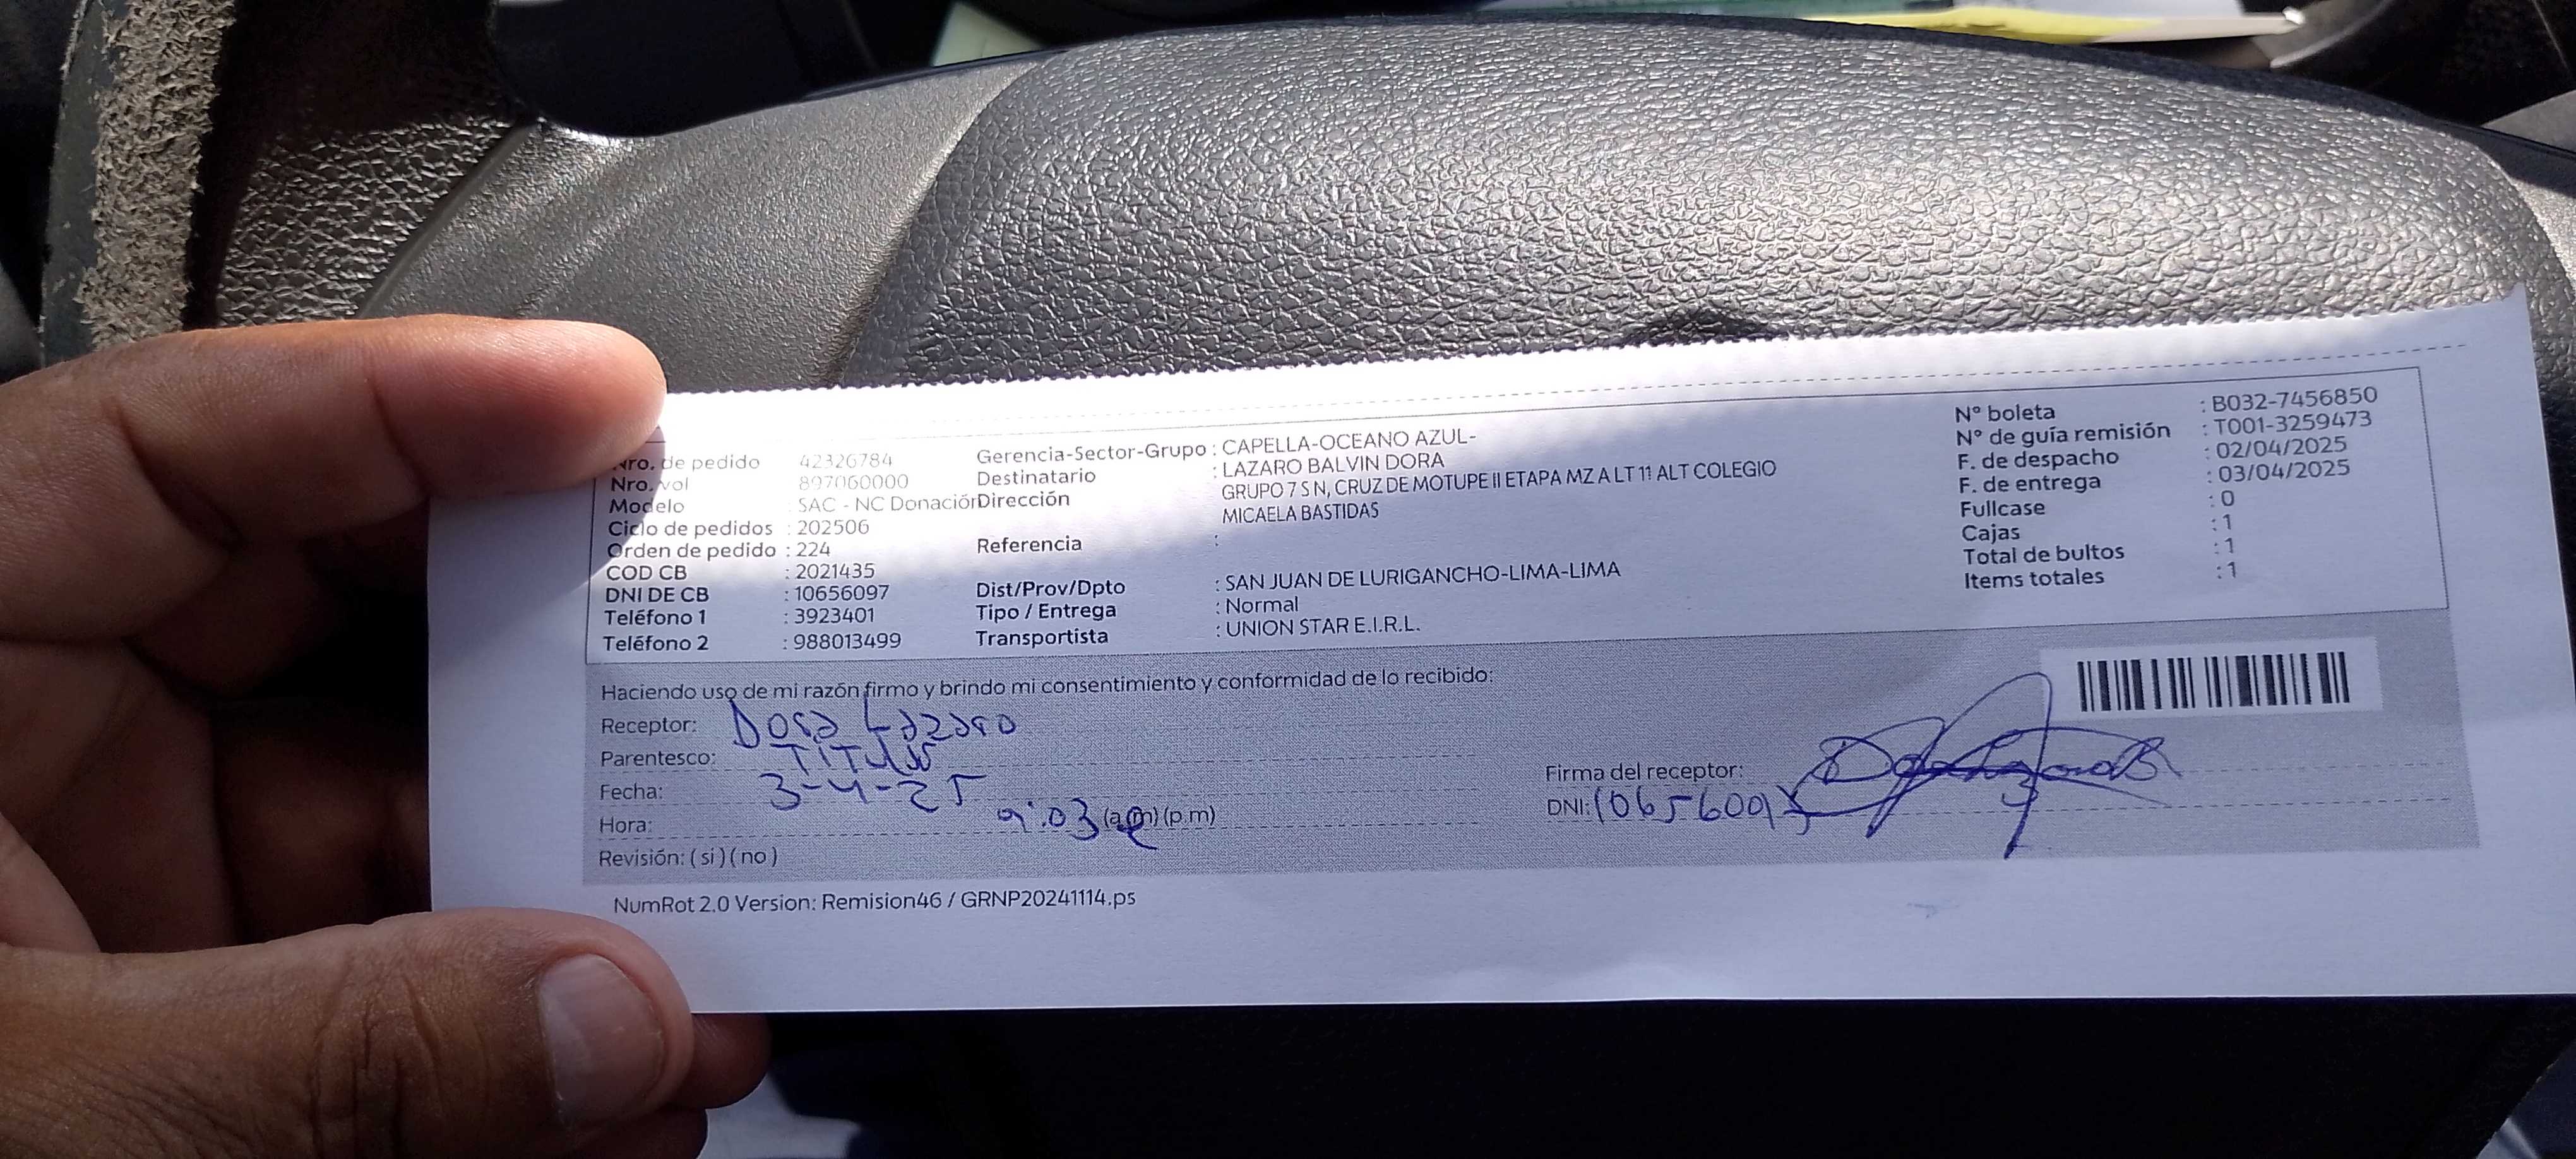 Nro. de pedido 42326784
Nro. vol 897060000
Modelo : SAC - NC Donación
Ciclo de pedidos : 202506
Orden de pedido : 224
COD CB : 2021435
DNI DE CB : 10656097
Teléfono 1 : 3923401
Teléfono 2 : 988013499
Gerencia-Sector-Grupo : CAPELLA-OCEANO AZUL-
Destinatario : LAZARO BALVIN DORA
Dirección GRUPO 7 S N, CRUZ DE MOTUPE II ETAPA MZ A LT 11 ALT COLEGIO
MICAELA BASTIDAS
Referencia :
Dist/Prov/Dpto : SAN JUAN DE LURIGANCHO-LIMA-LIMA
Tipo / Entrega : Normal
Transportista : UNION STAR E.I.R.L.
N° boleta : B032-7456850
N° de guía remisión : T001-3259473
F. de despacho : 02/04/2025
F. de entrega : 03/04/2025
Fullcase : 0
Cajas : 1
Total de bultos : 1
Items totales : 1
Haciendo uso de mi razón firmo y brindo mi consentimiento y conformidad de lo recibido:
Receptor: Dora Lazaro
Parentesco: TITULAR
Fecha: 3-4-25
Hora: 9:03 (a.m) (p.m)
Revisión: ( si ) ( no )
Firma del receptor:
DNI: 10656097
NumRot 2.0 Version: Remision46 / GRNP20241114.ps